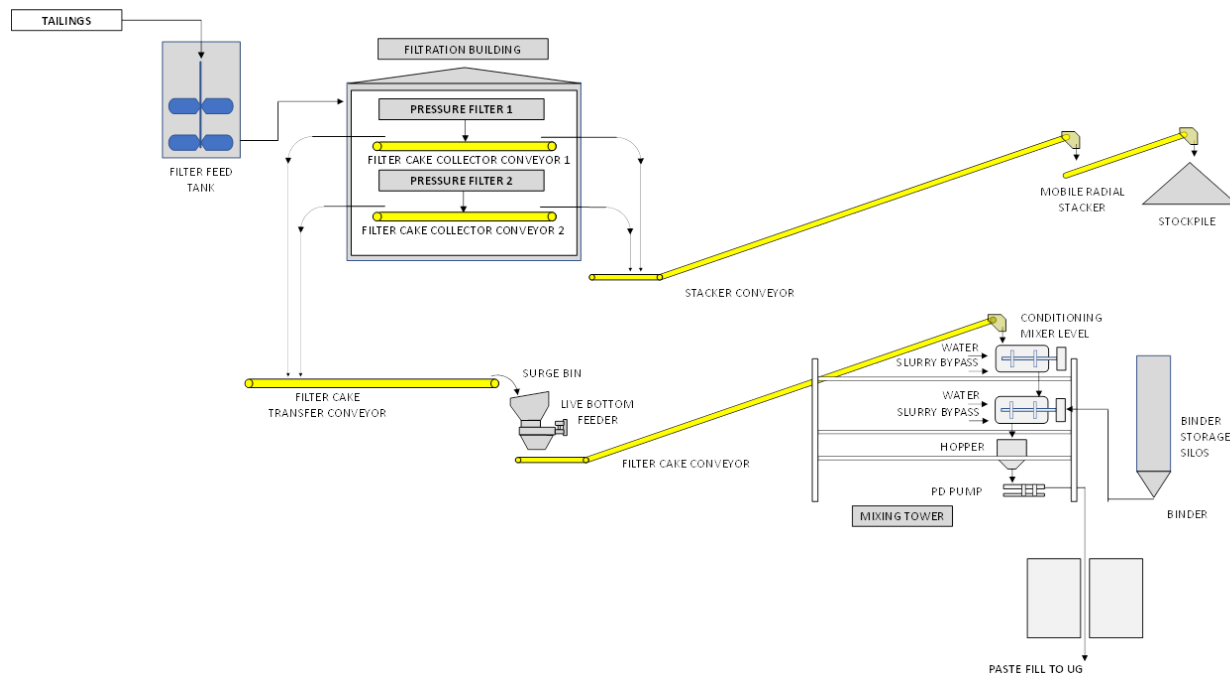 TAILINGS
FILTRATION BUILDING
PRESSURE FILTER 1
FILTER CAKE COLLECTOR CONVEYOR 1
FILTER FEED
TANK
PRESSURE FILTER 2
FILTER CAKE COLLECTOR CONVEYOR 2
MOBILE RADIAL
STACKER
STOCKPILE
STACKER CONVEYOR
CONDITIONING
MIXER LEVEL
WATER
SLURRY BYPASS
SURGE BIN
FILTER CAKE
TRANSFER CONVEYOR
LIVE BOTTOM
FEEDER
WATER
SLURRY BYPASS
BINDER
STORAGE
SILOS
HOPPER
FILTER CAKE CONVEYOR
PD PUMP
MIXING TOWER
BINDER
PASTE FILL TO UG